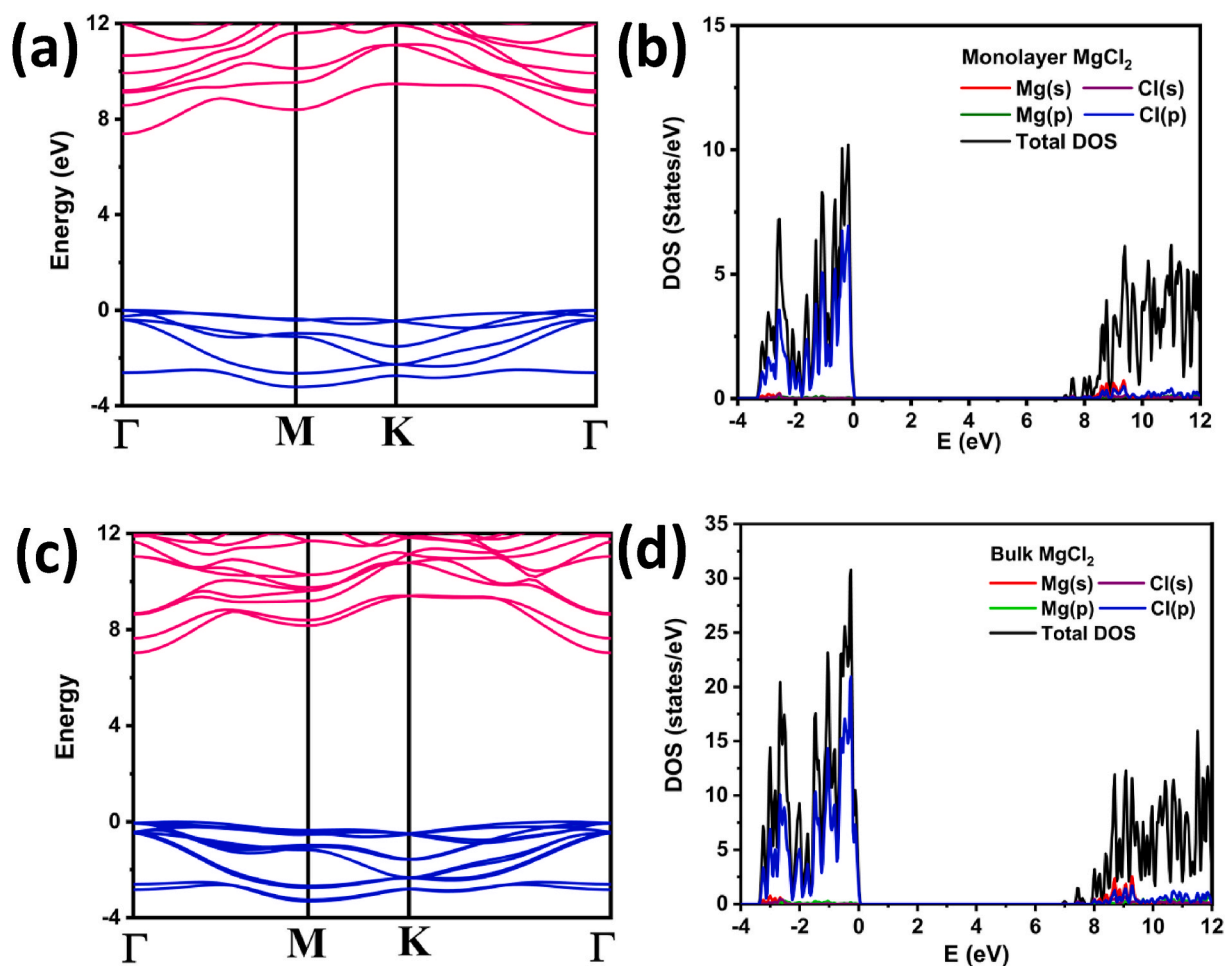 (a)
12
8
4
0
-4
Energy (eV)
Γ M K Γ
(b)
15
10
5
0
DOS (States/eV)
Monolayer MgCl2
Mg(s) Cl(s)
Mg(p) Cl(p)
Total DOS
-4 -2 0 2 4 6 8 10 12
E (eV)
(c)
12
8
4
0
-4
Energy
Γ M K Γ
(d)
35
30
25
20
15
10
5
0
DOS (states/eV)
Bulk MgCl2
Mg(s) Cl(s)
Mg(p) Cl(p)
Total DOS
-4 -2 0 2 4 6 8 10 12
E (eV)